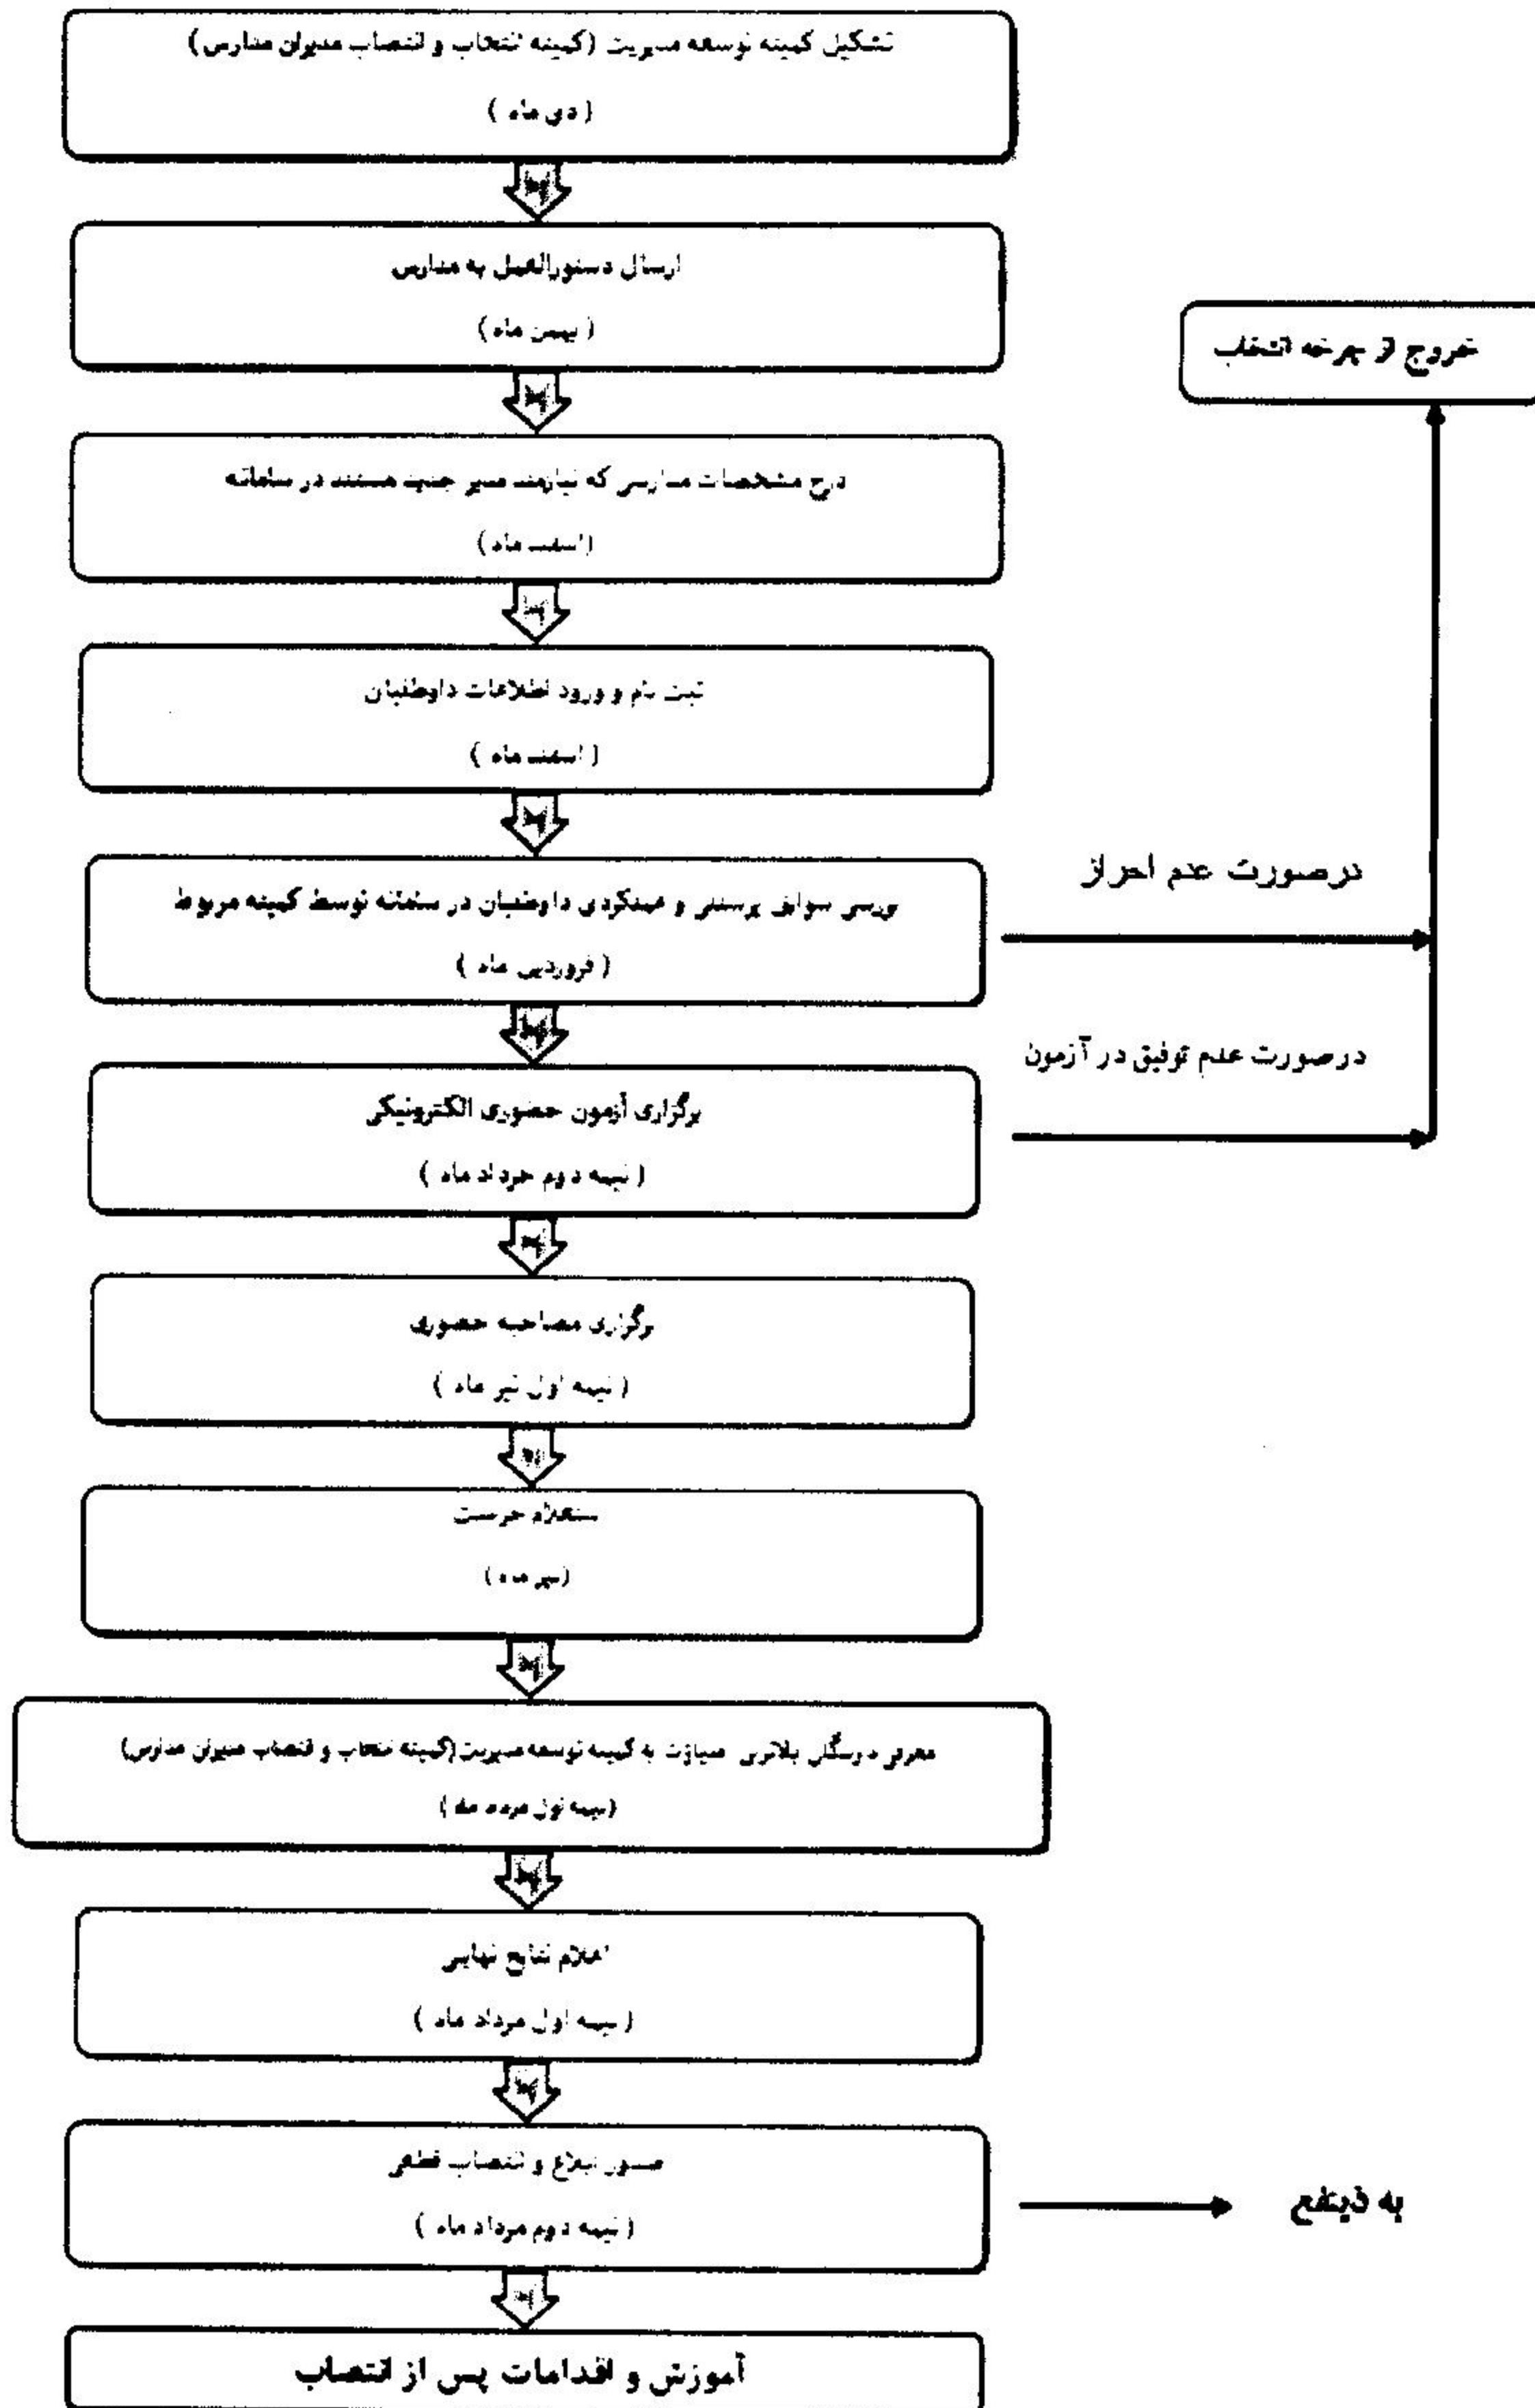 تشکیل کمیته توسعه مدیریت (کمیته انتخاب و انتصاب مدیران مدارس)
( دی ماه )
ارسال دستورالعمل به مدارس
( بهمن ماه )
خروج از چرخه انتخاب
درج مشخصات مدارسی که نیازمند مدیر جدید هستند در سامانه
(اسفند ماه )
ثبت نام و ورود اطلاعات داوطلبان
( اسفند ماه )
بررسی سوابق پرسنلی و عملکردی داوطلبان در سامانه توسط کمیته مربوط
( فروردین ماه )
درصورت عدم احراز
برگزاری آزمون حضوری الکترونیکی
( نیمه دوم خرداد ماه )
درصورت عدم توفیق در آزمون
برگزاری مصاحبه حضوری
( نیمه اول تیر ماه )
استعلام حراست
(تیر ماه )
معرفی دارندگان بالاترین امتیازات به کمیته توسعه مدیریت(کمیته انتخاب و انتصاب مدیران مدارس)
(نیمه اول مرداد ماه )
اعلام نتایج نهایی
( نیمه اول مرداد ماه )
صدور ابلاغ و انتصاب قطعی
( نیمه دوم مرداد ماه )
به ذینفع
آموزش و اقدامات پس از انتصاب